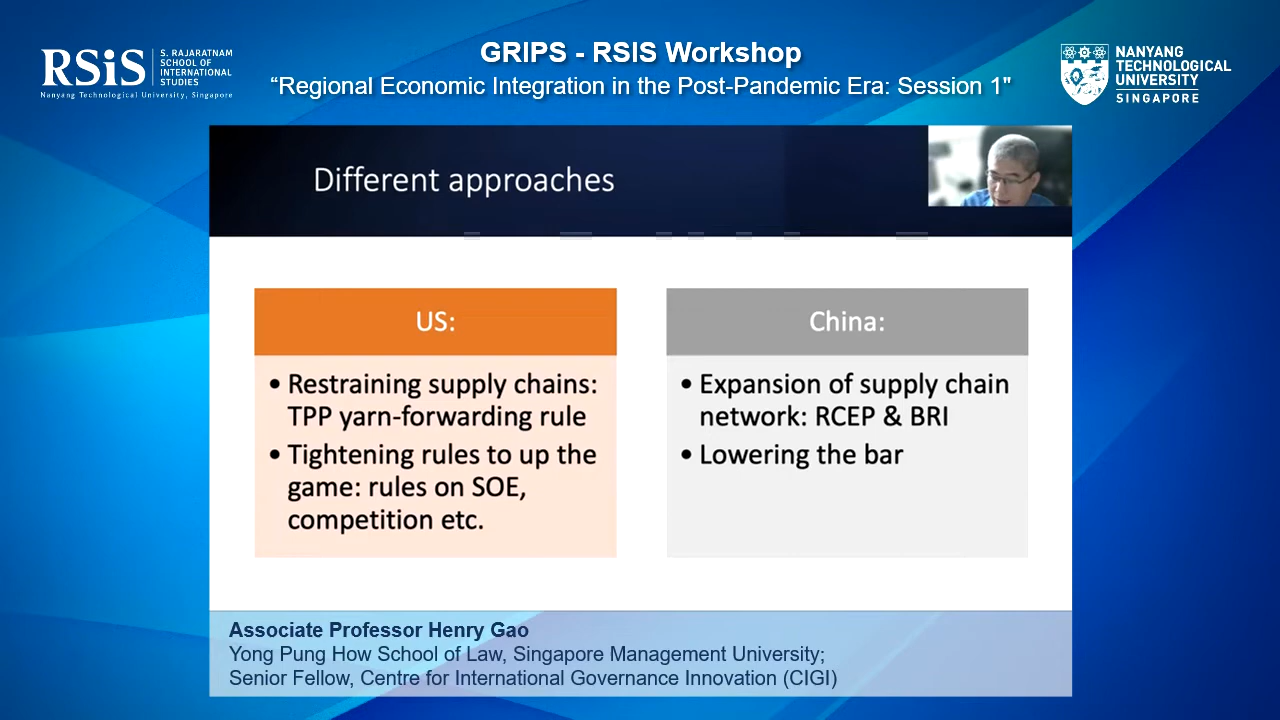 RSiS
S. RAJARATNAM
SCHOOL OF
INTERNATIONAL
STUDIES
Nanyang Technological University, Singapore
GRIPS - RSIS Workshop
“Regional Economic Integration in the Post-Pandemic Era: Session 1"
NANYANG
TECHNOLOGICAL
UNIVERSITY
SINGAPORE
Different approaches
US:
• Restraining supply chains:
TPP yarn-forwarding rule
• Tightening rules to up the
game: rules on SOE,
competition etc.
China:
• Expansion of supply chain
network: RCEP & BRI
• Lowering the bar
Associate Professor Henry Gao
Yong Pung How School of Law, Singapore Management University;
Senior Fellow, Centre for International Governance Innovation (CIGI)